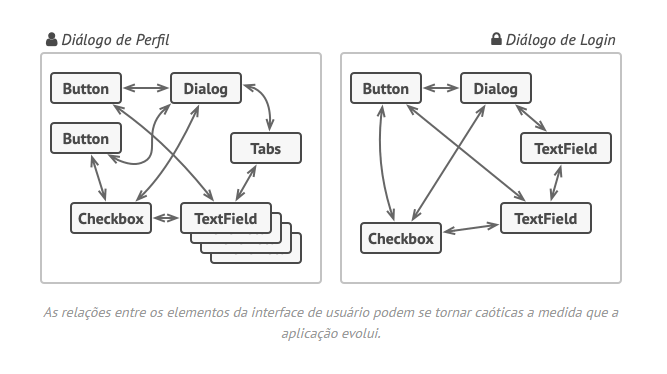 Diálogo de Perfil
Button
Dialog
Button
Tabs
Checkbox
TextField
Diálogo de Login
Button
Dialog
TextField
TextField
Checkbox
As relações entre os elementos da interface de usuário podem se tornar caóticas a medida que a
aplicação evolui.